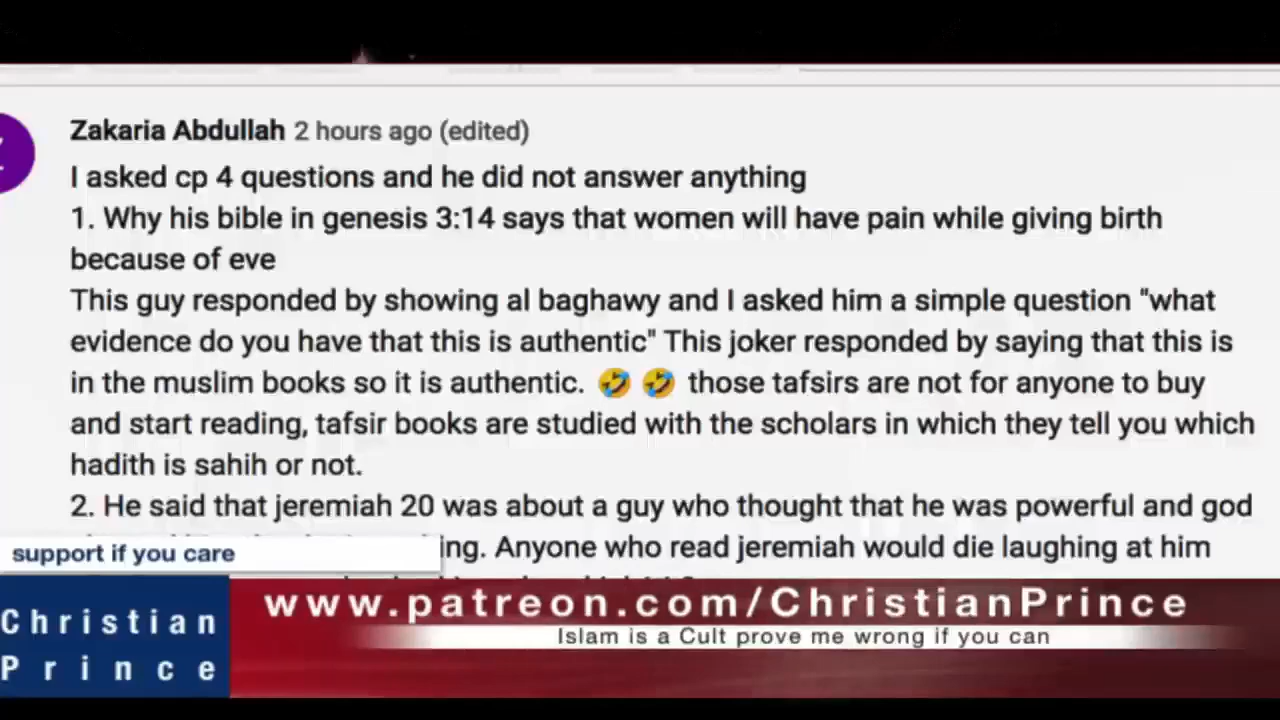 Zakaria Abdullah 2 hours ago (edited)
I asked cp 4 questions and he did not answer anything
1. Why his bible in genesis 3:14 says that women will have pain while giving birth
because of eve
This guy responded by showing al baghawy and I asked him a simple question "what
evidence do you have that this is authentic" This joker responded by saying that this is
in the muslim books so it is authentic. 🤣 🤣 those tafsirs are not for anyone to buy
and start reading, tafsir books are studied with the scholars in which they tell you which
hadith is sahih or not.
2. He said that jeremiah 20 was about a guy who thought that he was powerful and god
ing. Anyone who read jeremiah would die laughing at him
support if you care
Christian
Prince
www.patreon.com/ChristianPrince
Islam is a Cult prove me wrong if you can